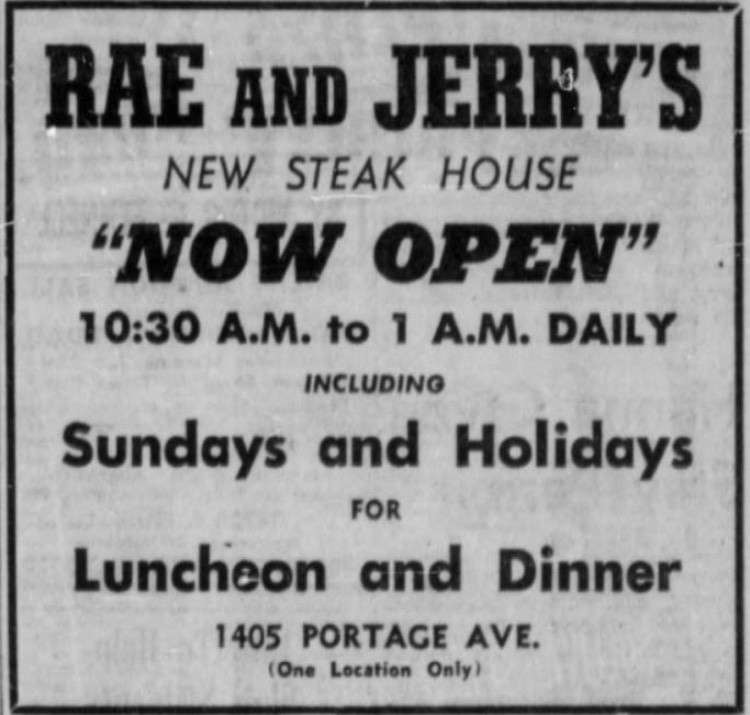 RAE AND JERRY'S
NEW STEAK HOUSE
"NOW OPEN"
10:30 A.M. to 1 A.M. DAILY
INCLUDING
Sundays and Holidays
FOR
Luncheon and Dinner
1405 PORTAGE AVE.
(One Location Only)